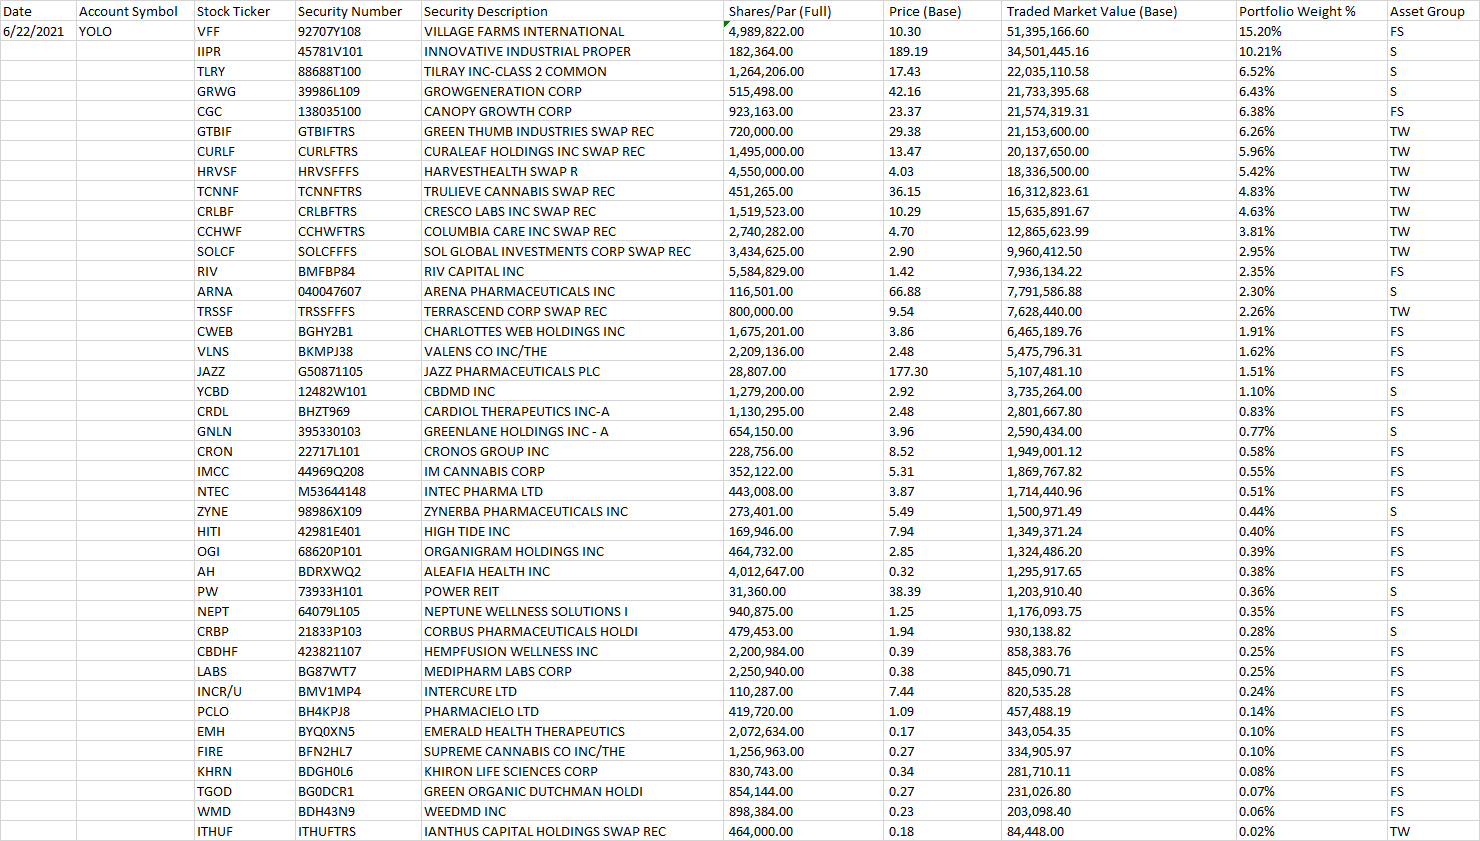 Date Account Symbol Stock Ticker Security Number Security Description Shares/Par (Full) Price (Base) Traded Market Value (Base) Portfolio Weight % Asset Group
6/22/2021 YOLO VFF 92707Y108 VILLAGE FARMS INTERNATIONAL 4,989,822.00 10.30 51,395,166.60 15.20% FS
IIPR 45781V101 INNOVATIVE INDUSTRIAL PROPER 182,364.00 189.19 34,501,445.16 10.21% S
TLRY 88688T100 TILRAY INC-CLASS 2 COMMON 1,264,206.00 17.43 22,035,110.58 6.52% S
GRWG 39986L109 GROWGENERATION CORP 515,498.00 42.16 21,733,395.68 6.43% S
CGC 138035100 CANOPY GROWTH CORP 923,163.00 23.37 21,574,319.31 6.38% FS
GTBIF GTBIFTRS GREEN THUMB INDUSTRIES SWAP REC 720,000.00 29.38 21,153,600.00 6.26% TW
CURLF CURLFTRS CURALEAF HOLDINGS INC SWAP REC 1,495,000.00 13.47 20,137,650.00 5.96% TW
HRVSF HRVSFFFS HARVESTHEALTH SWAP R 4,550,000.00 4.03 18,336,500.00 5.42% TW
TCNNF TCNNFTRS TRULIEVE CANNABIS SWAP REC 451,265.00 36.15 16,312,823.61 4.83% TW
CRLBF CRLBFTRS CRESCO LABS INC SWAP REC 1,519,523.00 10.29 15,635,891.67 4.63% TW
CCHWF CCHWFTRS COLUMBIA CARE INC SWAP REC 2,740,282.00 4.70 12,865,623.99 3.81% TW
SOLCF SOLCFFFS SOL GLOBAL INVESTMENTS CORP SWAP REC 3,434,625.00 2.90 9,960,412.50 2.95% TW
RIV BMFBP84 RIV CAPITAL INC 5,584,829.00 1.42 7,936,134.22 2.35% FS
ARNA 040047607 ARENA PHARMACEUTICALS INC 116,501.00 66.88 7,791,586.88 2.30% S
TRSSF TRSSFFFS TERRASCEND CORP SWAP REC 800,000.00 9.54 7,628,440.00 2.26% TW
CWEB BGHY2B1 CHARLOTTES WEB HOLDINGS INC 1,675,201.00 3.86 6,465,189.76 1.91% FS
VLNS BKMPJ38 VALENS CO INC/THE 2,209,136.00 2.48 5,475,796.31 1.62% FS
JAZZ G50871105 JAZZ PHARMACEUTICALS PLC 28,807.00 177.30 5,107,481.10 1.51% FS
YCBD 12482W101 CBDMD INC 1,279,200.00 2.92 3,735,264.00 1.10% S
CRDL BHZT969 CARDIOL THERAPEUTICS INC-A 1,130,295.00 2.48 2,801,667.80 0.83% FS
GNLN 395330103 GREENLANE HOLDINGS INC - A 654,150.00 3.96 2,590,434.00 0.77% S
CRON 22717L101 CRONOS GROUP INC 228,756.00 8.52 1,949,001.12 0.58% FS
IMCC 44969Q208 IM CANNABIS CORP 352,122.00 5.31 1,869,767.82 0.55% FS
NTEC M53644148 INTEC PHARMA LTD 443,008.00 3.87 1,714,440.96 0.51% FS
ZYNE 98986X109 ZYNERBA PHARMACEUTICALS INC 273,401.00 5.49 1,500,971.49 0.44% S
HITI 42981E401 HIGH TIDE INC 169,946.00 7.94 1,349,371.24 0.40% FS
OGI 68620P101 ORGANIGRAM HOLDINGS INC 464,732.00 2.85 1,324,486.20 0.39% FS
AH BDRXWQ2 ALEAFIA HEALTH INC 4,012,647.00 0.32 1,295,917.65 0.38% FS
PW 73933H101 POWER REIT 31,360.00 38.39 1,203,910.40 0.36% S
NEPT 64079L105 NEPTUNE WELLNESS SOLUTIONS I 940,875.00 1.25 1,176,093.75 0.35% FS
CRBP 21833P103 CORBUS PHARMACEUTICALS HOLDI 479,453.00 1.94 930,138.82 0.28% S
CBDHF 423821107 HEMPFUSION WELLNESS INC 2,200,984.00 0.39 858,383.76 0.25% FS
LABS BG87WT7 MEDIPHARM LABS CORP 2,250,940.00 0.38 845,090.71 0.25% FS
INCR/U BMV1MP4 INTERCURE LTD 110,287.00 7.44 820,535.28 0.24% FS
PCLO BH4KPJ8 PHARMACIELO LTD 419,720.00 1.09 457,488.19 0.14% FS
EMH BYQ0XN5 EMERALD HEALTH THERAPEUTICS 2,072,634.00 0.17 343,054.35 0.10% FS
FIRE BFN2HL7 SUPREME CANNABIS CO INC/THE 1,256,963.00 0.27 334,905.97 0.10% FS
KHRN BDGH0L6 KHIRON LIFE SCIENCES CORP 830,743.00 0.34 281,710.11 0.08% FS
TGOD BG0DCR1 GREEN ORGANIC DUTCHMAN HOLDI 854,144.00 0.27 231,026.80 0.07% FS
WMD BDH43N9 WEEDMD INC 898,384.00 0.23 203,098.40 0.06% FS
ITHUF ITHUFTRS IANTHUS CAPITAL HOLDINGS SWAP REC 464,000.00 0.18 84,448.00 0.02% TW